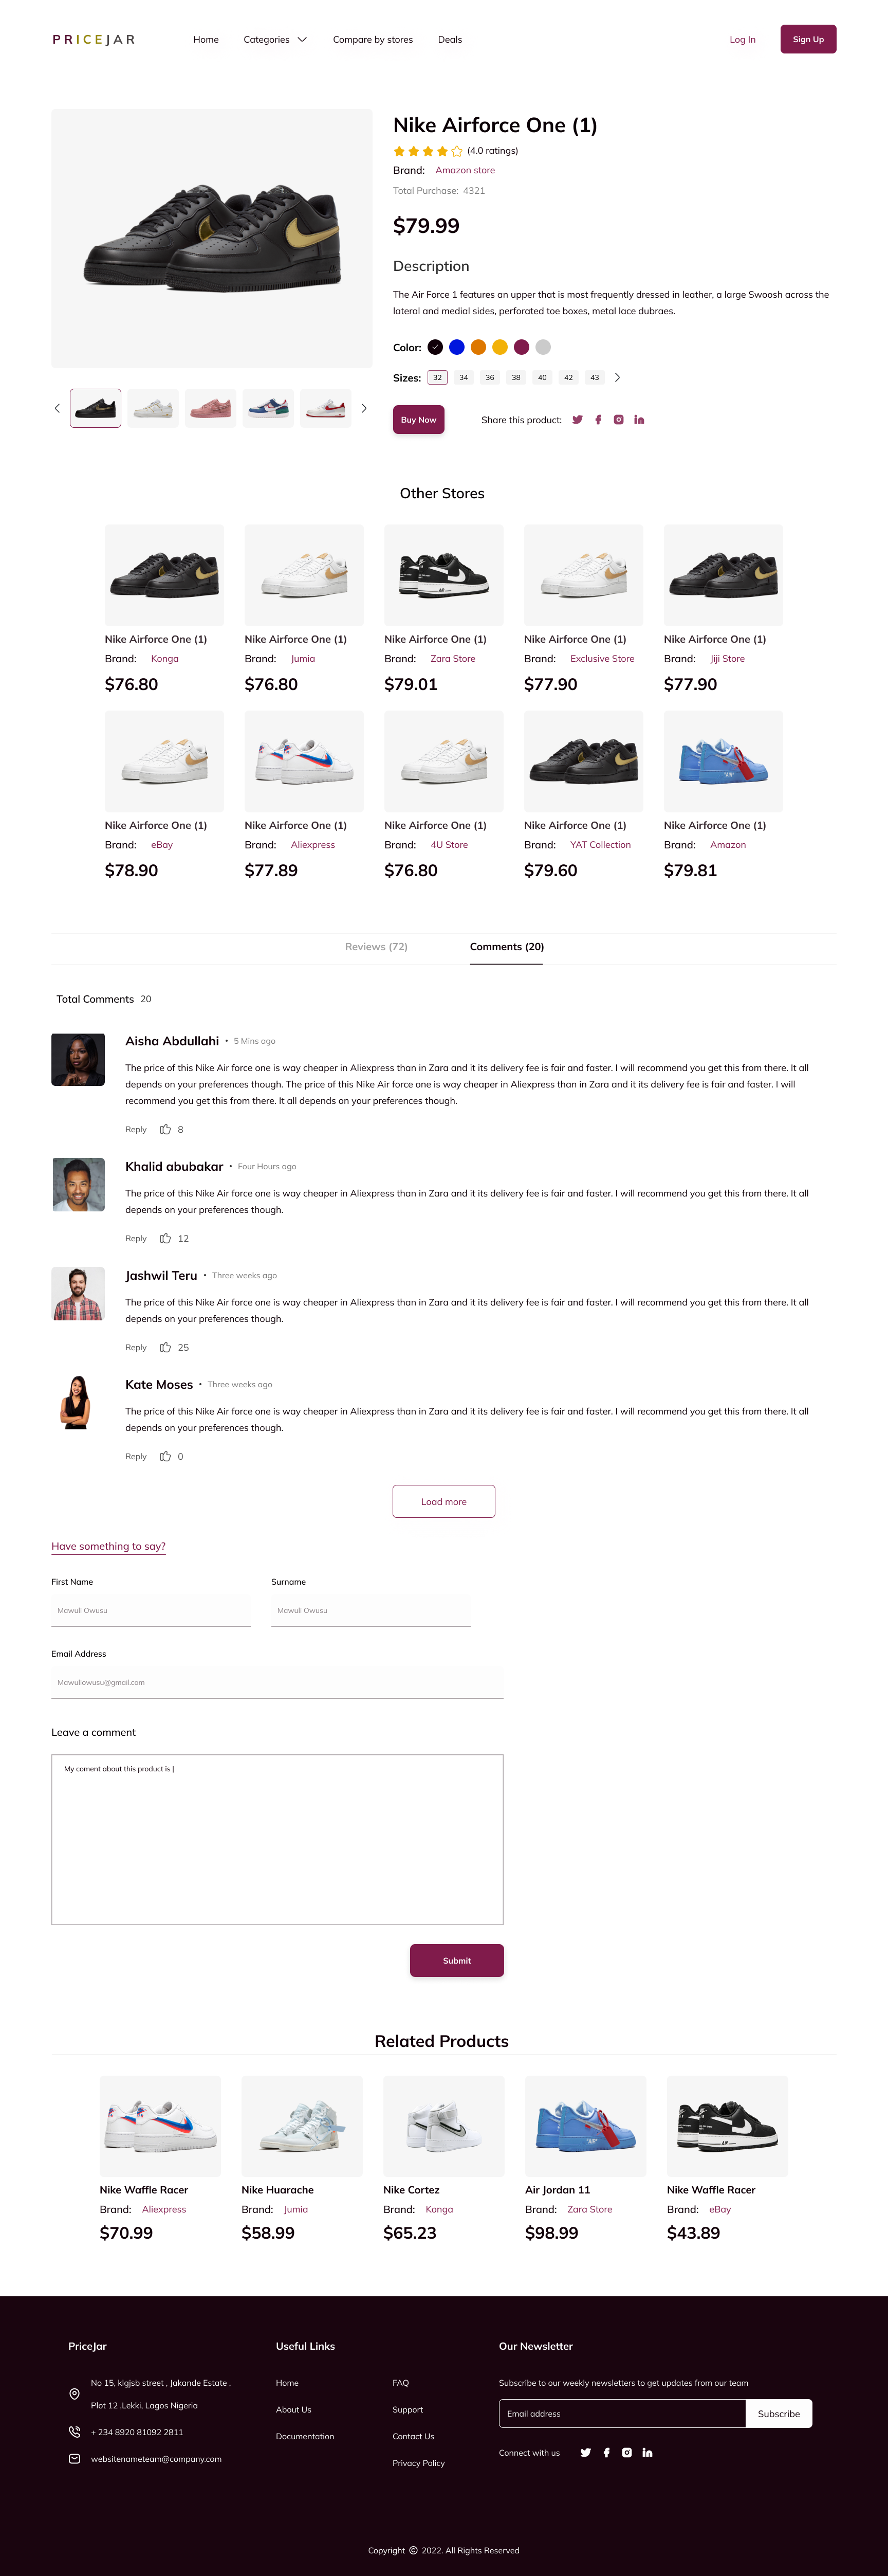 PRICEJAR
Home
Categories
Compare by stores
Deals
Log In
Sign Up
Nike Airforce One (1)
(4.0 ratings)
Brand: Amazon store
Total Purchase: 4321
$79.99
Description
The Air Force 1 features an upper that is most frequently dressed in leather, a large Swoosh across the
lateral and medial sides, perforated toe boxes, metal lace dubraes.
Color:
Sizes: 32 34 36 38 40 42 43
Buy Now
Share this product:
Other Stores
Nike Airforce One (1)
Brand: Konga
$76.80
Nike Airforce One (1)
Brand: Jumia
$76.80
Nike Airforce One (1)
Brand: Zara Store
$79.01
Nike Airforce One (1)
Brand: Exclusive Store
$77.90
Nike Airforce One (1)
Brand: Jiji Store
$77.90
Nike Airforce One (1)
Brand: eBay
$78.90
Nike Airforce One (1)
Brand: Aliexpress
$77.89
Nike Airforce One (1)
Brand: 4U Store
$76.80
Nike Airforce One (1)
Brand: YAT Collection
$79.60
Nike Airforce One (1)
Brand: Amazon
$79.81
Reviews (72)
Comments (20)
Total Comments 20
Aisha Abdullahi • 5 Mins ago
The price of this Nike Air force one is way cheaper in Aliexpress than in Zara and it its delivery fee is fair and faster. I will recommend you get this from there. It all
depends on your preferences though. The price of this Nike Air force one is way cheaper in Aliexpress than in Zara and it its delivery fee is fair and faster. I will
recommend you get this from there. It all depends on your preferences though.
Reply 8
Khalid abubakar • Four Hours ago
The price of this Nike Air force one is way cheaper in Aliexpress than in Zara and it its delivery fee is fair and faster. I will recommend you get this from there. It all
depends on your preferences though.
Reply 12
Jashwil Teru • Three weeks ago
The price of this Nike Air force one is way cheaper in Aliexpress than in Zara and it its delivery fee is fair and faster. I will recommend you get this from there. It all
depends on your preferences though.
Reply 25
Kate Moses • Three weeks ago
The price of this Nike Air force one is way cheaper in Aliexpress than in Zara and it its delivery fee is fair and faster. I will recommend you get this from there. It all
depends on your preferences though.
Reply 0
Load more
Have something to say?
First Name
Mawuli Owusu
Surname
Mawuli Owusu
Email Address
Mawuliowusu@gmail.com
Leave a comment
My coment about this product is |
Submit
Related Products
Nike Waffle Racer
Brand: Aliexpress
$70.99
Nike Huarache
Brand: Jumia
$58.99
Nike Cortez
Brand: Konga
$65.23
Air Jordan 11
Brand: Zara Store
$98.99
Nike Waffle Racer
Brand: eBay
$43.89
PriceJar
No 15, klgjsb street , Jakande Estate ,
Plot 12 ,Lekki, Lagos Nigeria
+ 234 8920 81092 2811
websitenameteam@company.com
Useful Links
Home
About Us
Documentation
FAQ
Support
Contact Us
Privacy Policy
Our Newsletter
Subscribe to our weekly newsletters to get updates from our team
Email address
Subscribe
Connect with us
Copyright © 2022. All Rights Reserved